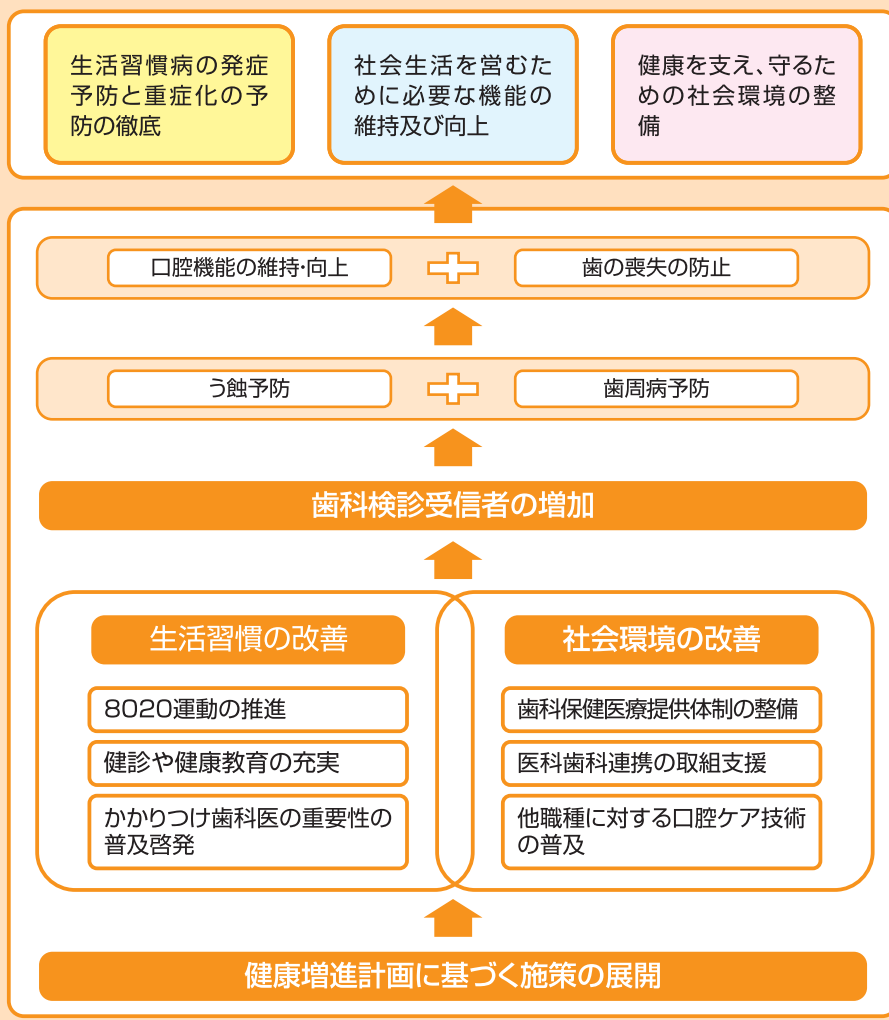 生活習慣病の発症
予防と重症化の予
防の徹底
社会生活を営むた
めに必要な機能の
維持及び向上
健康を支え、守るた
めの社会環境の整
備
口腔機能の維持・向上
歯の喪失の防止
う蝕予防
歯周病予防
歯科検診受信者の増加
生活習慣の改善
8020運動の推進
健診や健康教育の充実
かかりつけ歯科医の重要性の
普及啓発
社会環境の改善
歯科保健医療提供体制の整備
医科歯科連携の取組支援
他職種に対する口腔ケア技術
の普及
健康増進計画に基づく施策の展開